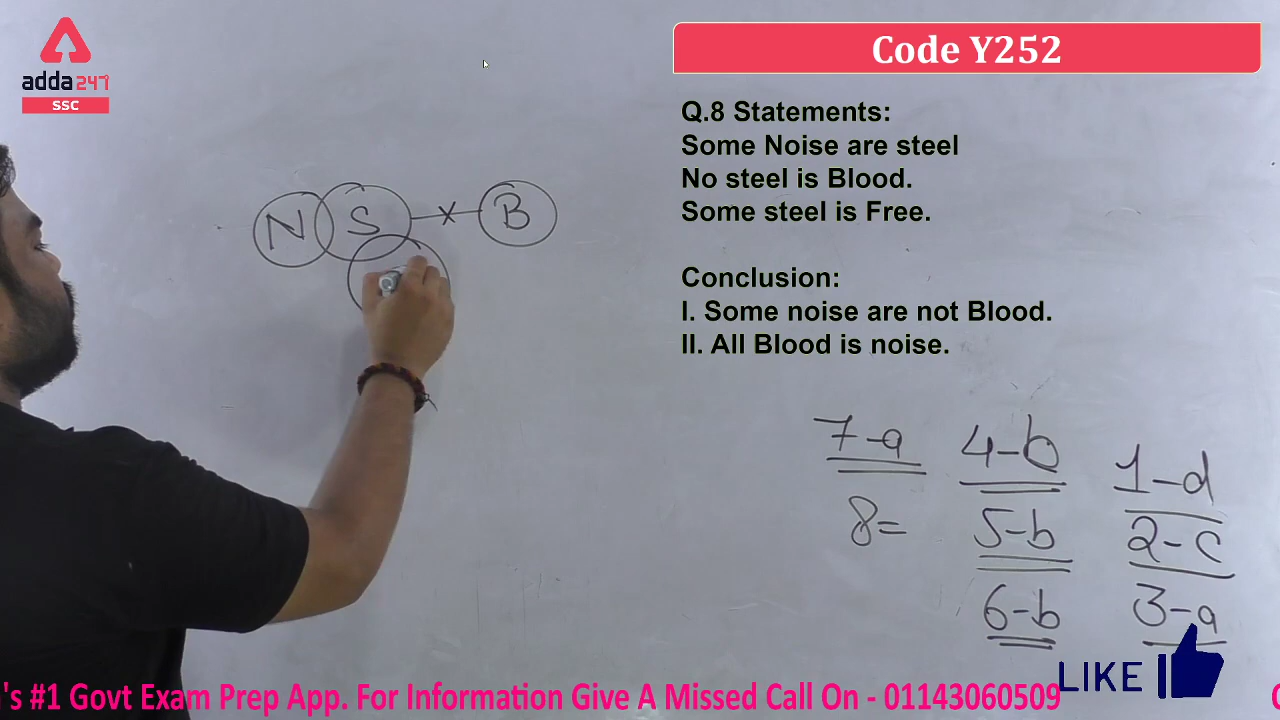 adda247
SSC
Code Y252
Q.8 Statements:
Some Noise are steel
No steel is Blood.
Some steel is Free.
Conclusion:
I. Some noise are not Blood.
II. All Blood is noise.
N S × B
7-a 4-b 1-d
8= 5-b 2-c
6-b 3-a
LIKE
's #1 Govt Exam Prep App. For Information Give A Missed Call On - 01143060509